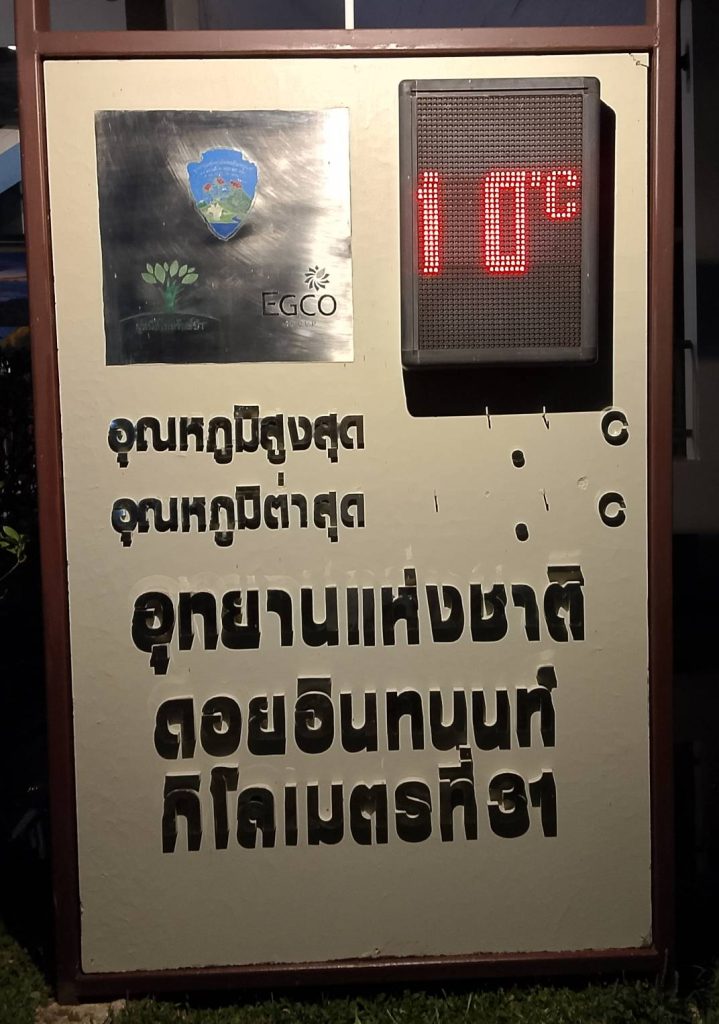 10°C
EGCO
อุณหภูมิสูงสุด . C
อุณหภูมิต่ำสุด . C
อุทยานแห่งชาติ
ดอยอินทนนท์
กิโลเมตรที่ 31